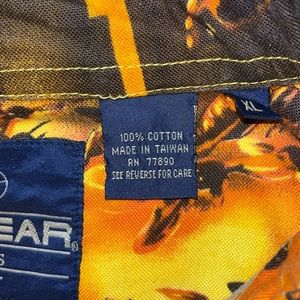 XL
100% COTTON
MADE IN TAIWAN
RN 77890
SEE REVERSE FOR CARE
EAR®
S